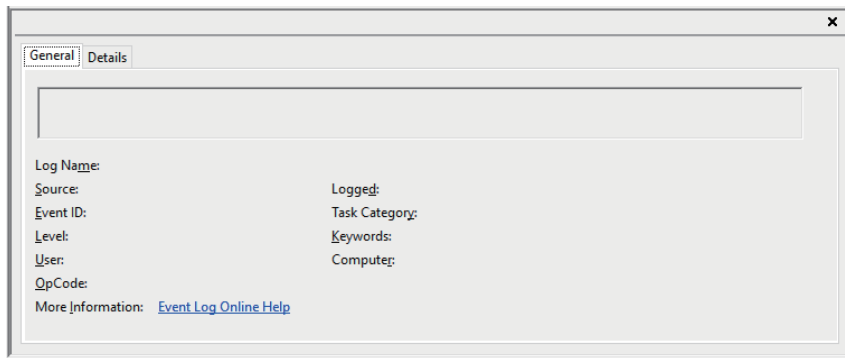 General Details
Log Name:
Source: Logged:
Event ID: Task Category:
Level: Keywords:
User: Computer:
OpCode:
More Information: Event Log Online Help